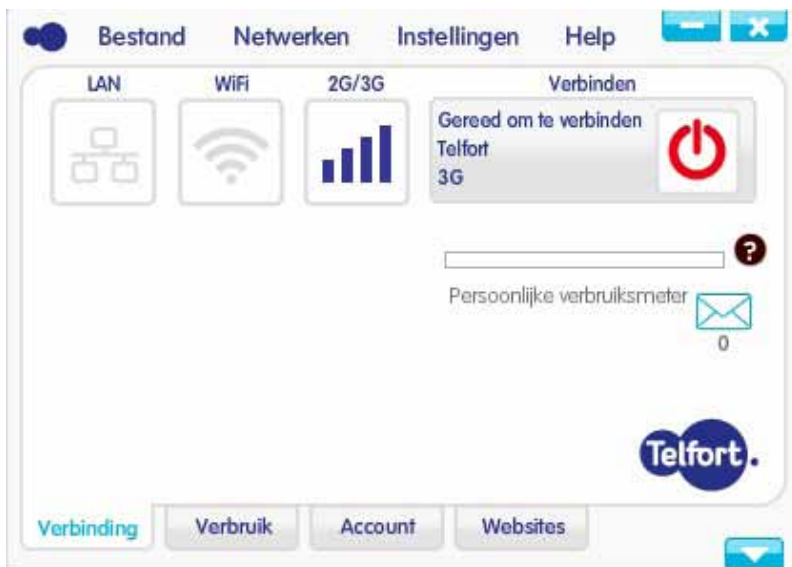 Bestand Netwerken Instellingen Help
LAN WiFi 2G/3G Verbinden
Gereed om te verbinden
Telfort
3G
?
Persoonlijke verbruiksmeter
0
Telfort.
Verbinding Verbruik Account Websites